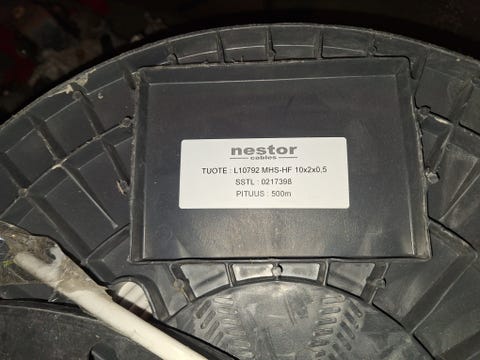 nestor
cables
TUOTE : L10792 MHS-HF 10x2x0,5
SSTL : 0217398
PITUUS : 500m